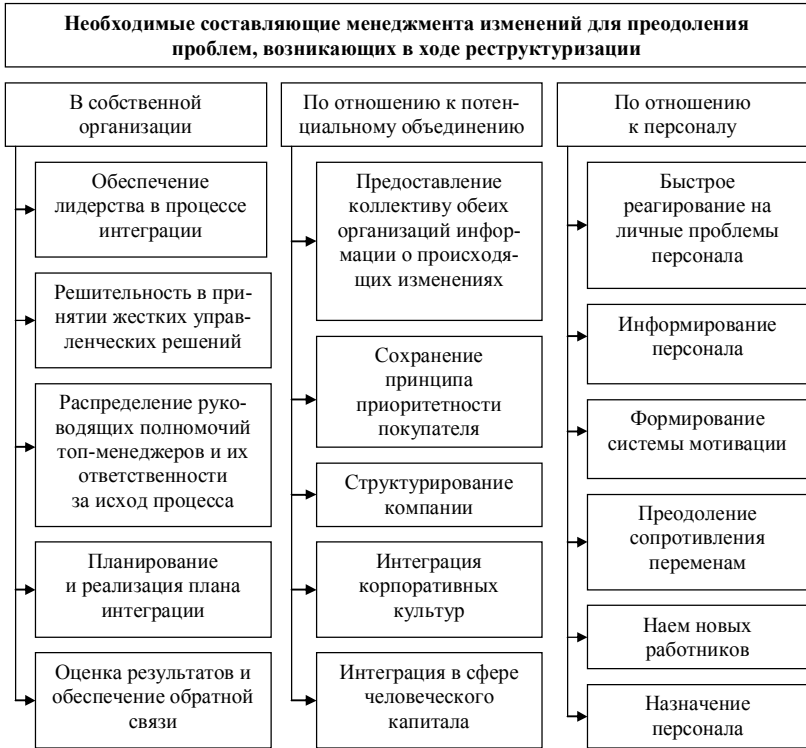 Необходимые составляющие менеджмента изменений для преодоления
проблем, возникающих в ходе реструктуризации
В собственной
организации
Обеспечение
лидерства в процессе
интеграции
Решительность в при-
нятии жестких управ-
ленческих решений
Распределение руко-
водящих полномочий
топ-менеджеров и их
ответственности
за исход процесса
Планирование
и реализация плана
интеграции
Оценка результатов и
обеспечение обратной
связи
По отношению к потен-
циальному объединению
Предоставление
коллективу обеих
организаций инфор-
мации о происходя-
щих изменениях
Сохранение
принципа
приоритетности
покупателя
Структурирование
компании
Интеграция
корпоративных
культур
Интеграция в сфере
человеческого
капитала
По отношению
к персоналу
Быстрое
реагирование на
личные проблемы
персонала
Информирование
персонала
Формирование
системы мотивации
Преодоление
сопротивления
переменам
Наем новых
работников
Назначение
персонала